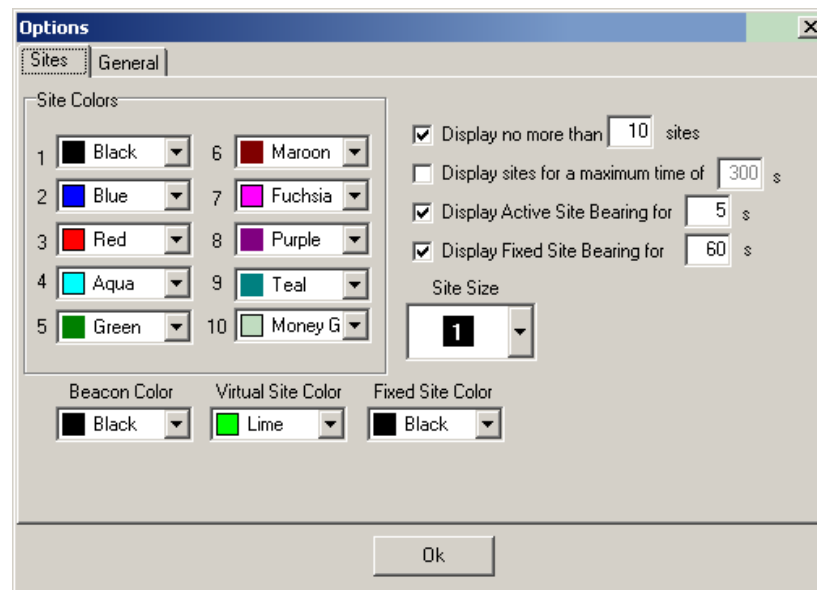 Options
Sites General
Site Colors
1 Black 6 Maroon
2 Blue 7 Fuchsia
3 Red 8 Purple
4 Aqua 9 Teal
5 Green 10 Money G
Display no more than 10 sites
Display sites for a maximum time of 300 s
Display Active Site Bearing for 5 s
Display Fixed Site Bearing for 60 s
Site Size
1
Beacon Color Virtual Site Color Fixed Site Color
Black Lime Black
Ok